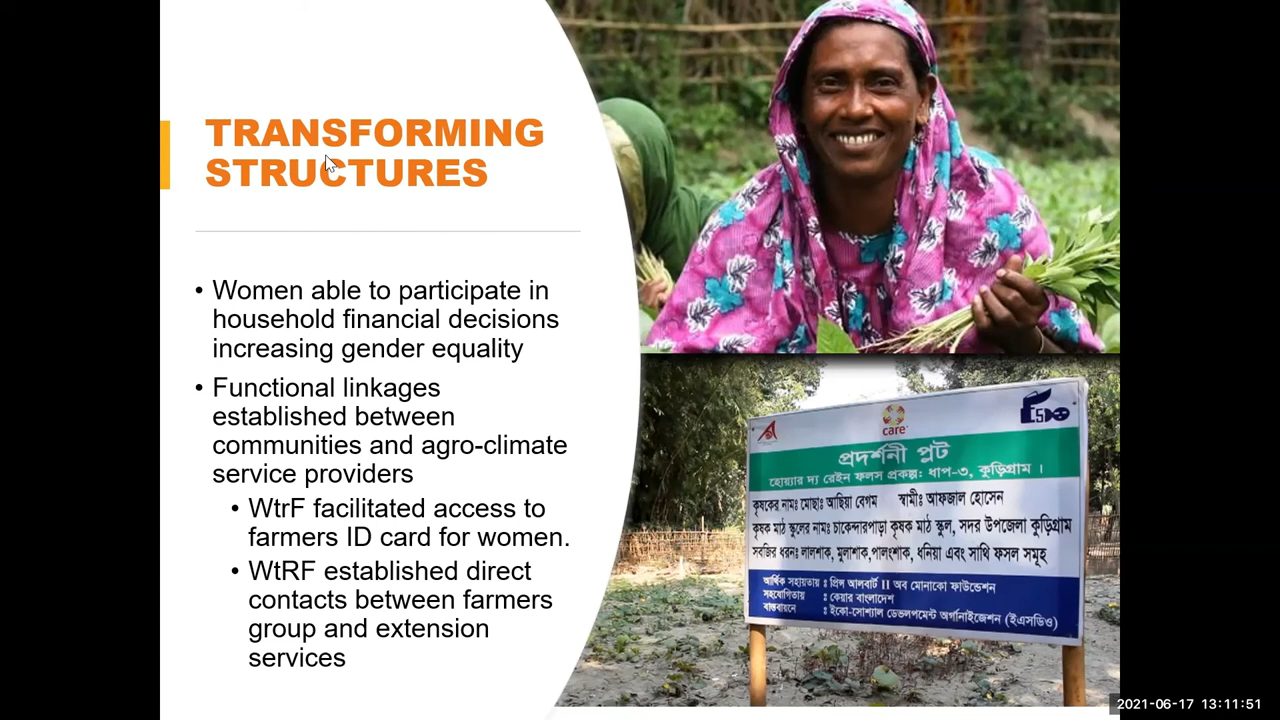 TRANSFORMING
STRUCTURES
• Women able to participate in
household financial decisions
increasing gender equality
• Functional linkages
established between
communities and agro-climate
service providers
• WtrF facilitated access to
farmers ID card for women.
• WtRF established direct
contacts between farmers
group and extension
services
care
ESDO
প্রদর্শনী প্লট
হোয়্যার দ্য রেইন ফলস প্রকল্প: ধাপ-৩, কুড়িগ্রাম ।
কৃষকের নামঃ মোছাঃ আছিয়া বেগম স্বামীঃ আফজাল হোসেন
কৃষক মাঠ স্কুলের নামঃ চাকেন্দারপাড়া কৃষক মাঠ স্কুল, সদর উপজেলা কুড়িগ্রাম
সবজির ধরনঃ লালশাক, মুলাশাক,পালংশাক, ধনিয়া এবং সাথি ফসল সমূহ
আর্থিক সহায়তায় : প্রিন্স আলবার্ট II অব মোনাকো ফাউন্ডেশন
সহযোগিতায় : কেয়ার বাংলাদেশ
বাস্তবায়নে : ইকো-সোশ্যাল ডেভলপমেন্ট অর্গানাইজেশন (ইএসডিও)
2021-06-17 13:11:51